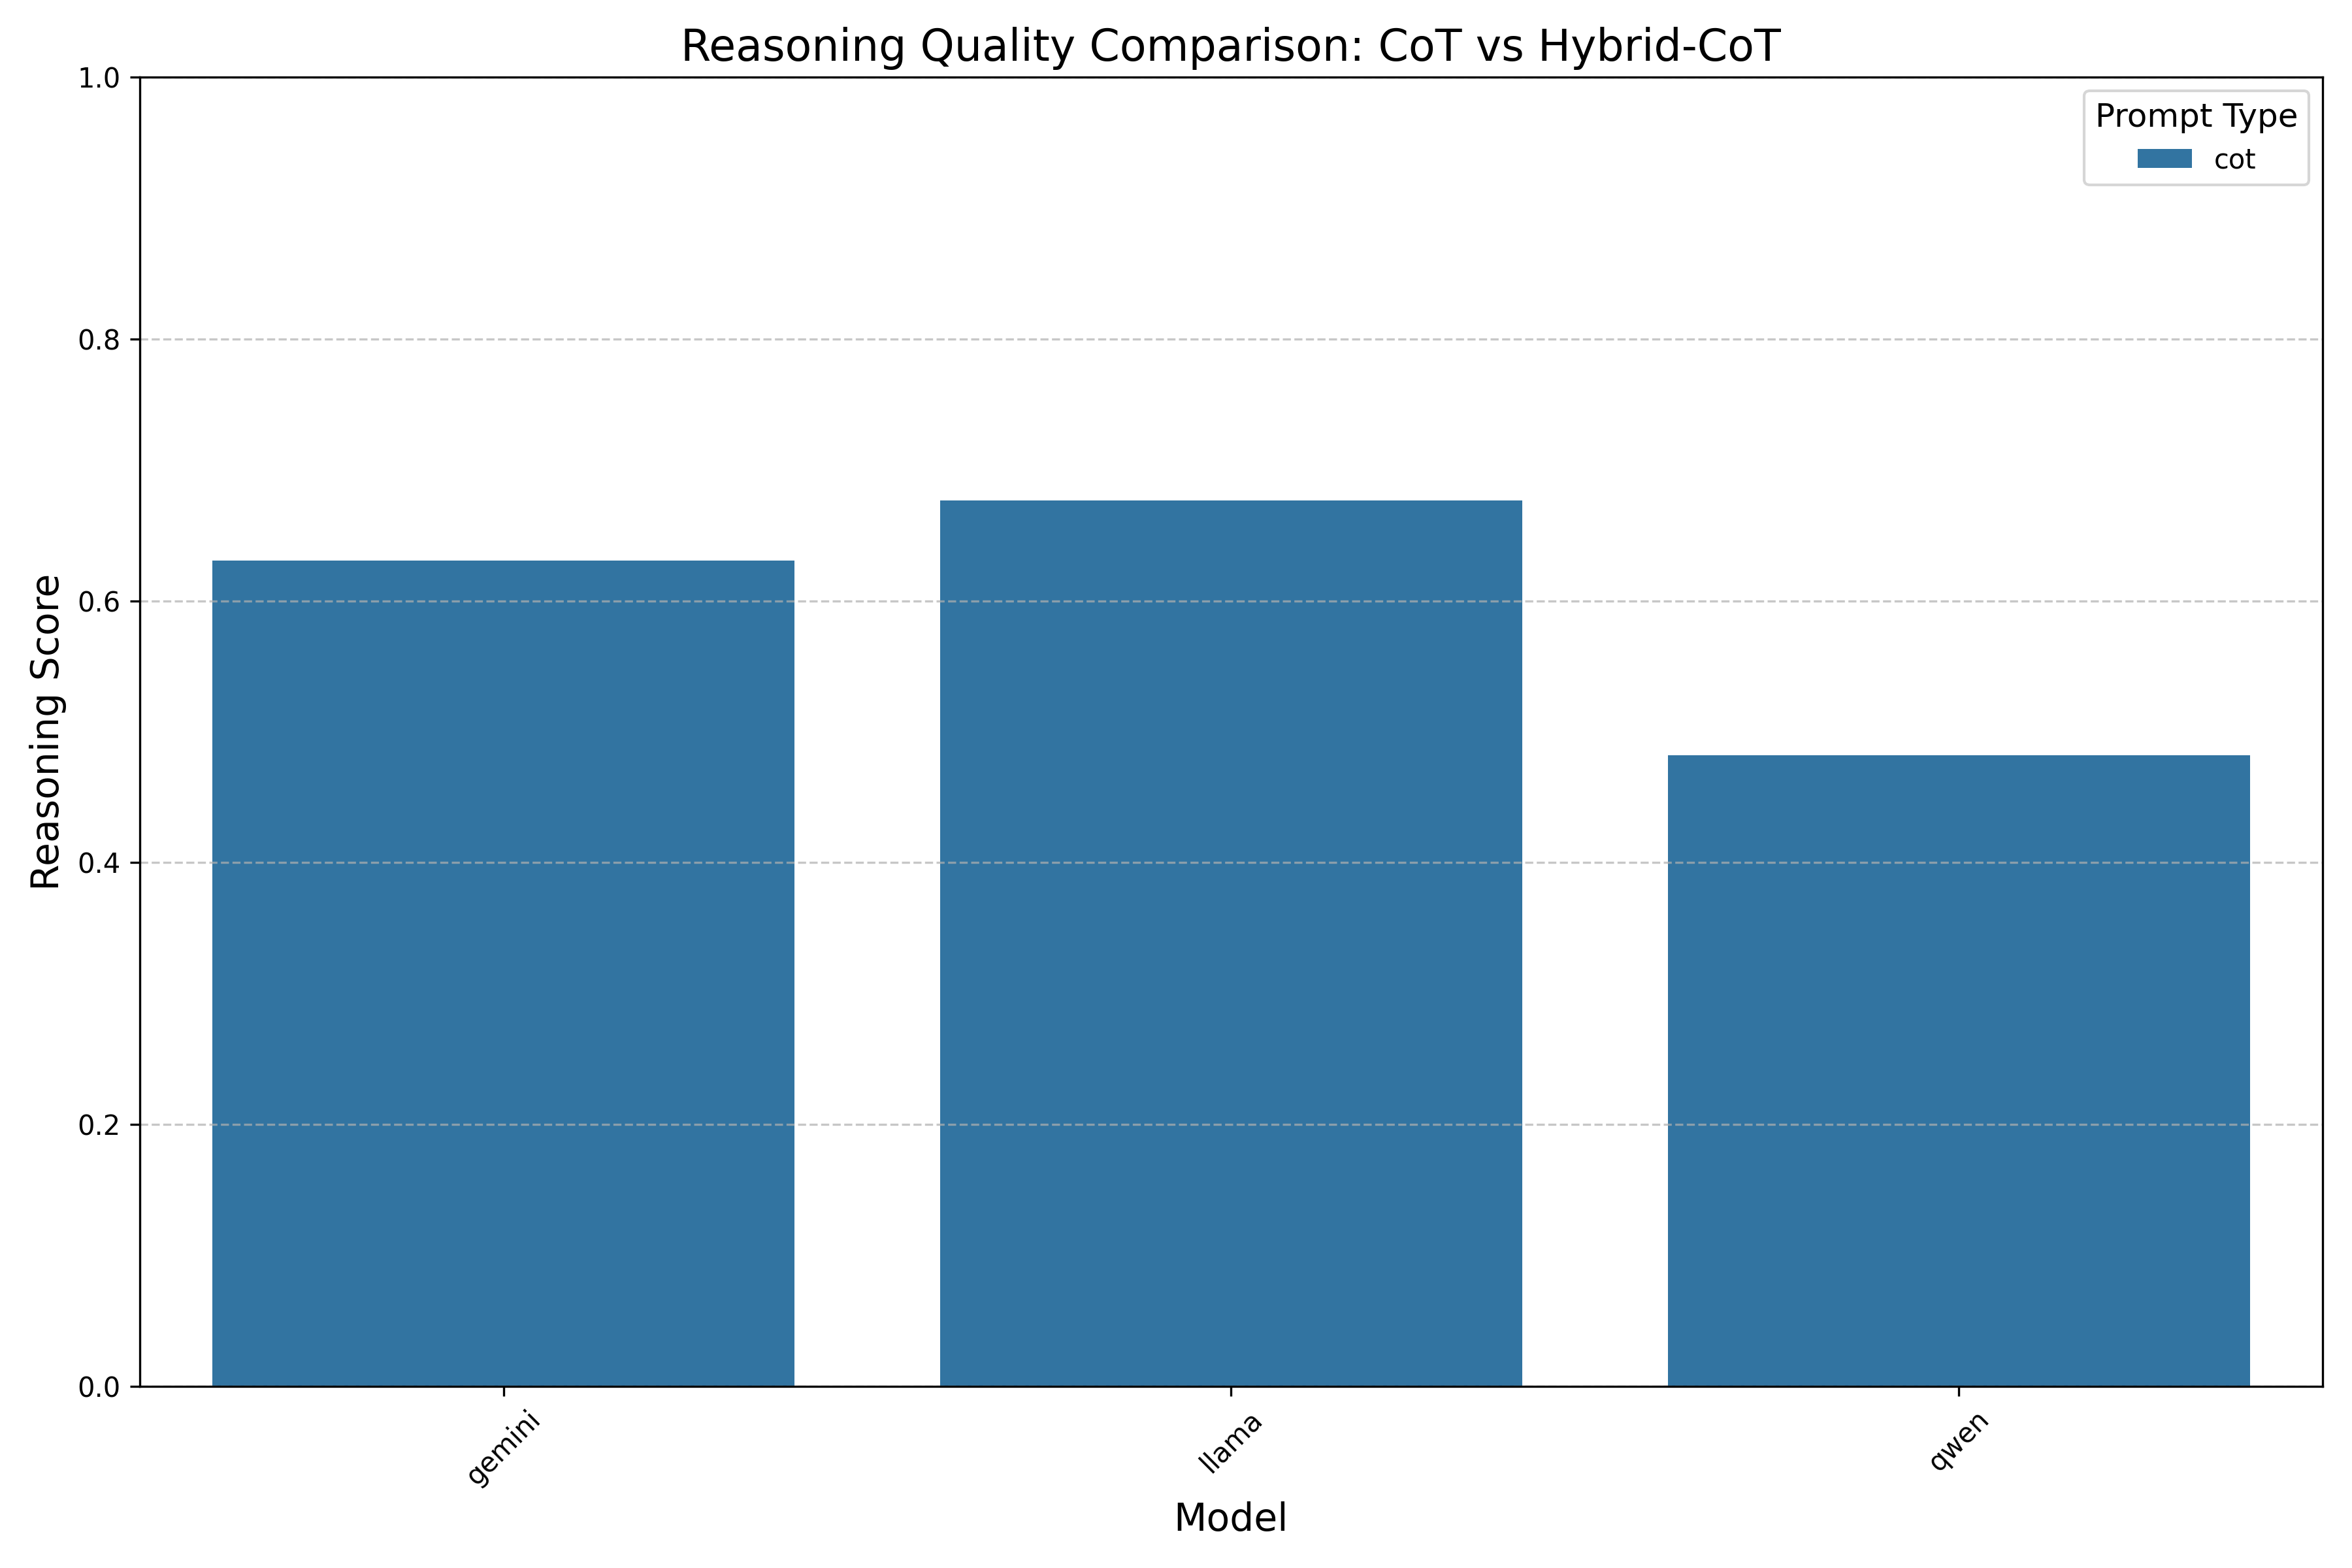 Reasoning Quality Comparison: CoT vs Hybrid-CoT
1.0
0.8
0.6
0.4
0.2
0.0
Reasoning Score
Prompt Type
cot
gemini
llama
qwen
Model